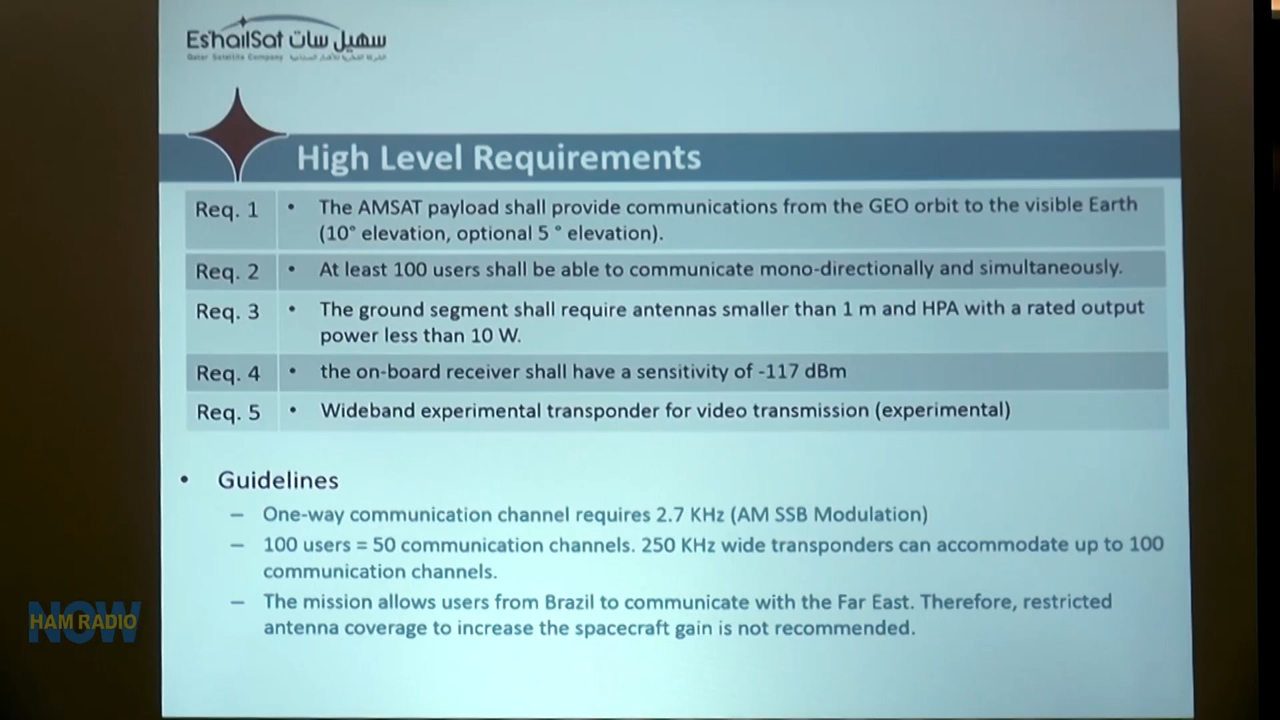 Es'hailSat سهيل سات
Qatar Satellite Company الشركة القطرية للأقمار الصناعية
High Level Requirements
Req. 1 • The AMSAT payload shall provide communications from the GEO orbit to the visible Earth
(10° elevation, optional 5 ° elevation).
Req. 2 • At least 100 users shall be able to communicate mono-directionally and simultaneously.
Req. 3 • The ground segment shall require antennas smaller than 1 m and HPA with a rated output
power less than 10 W.
Req. 4 • the on-board receiver shall have a sensitivity of -117 dBm
Req. 5 • Wideband experimental transponder for video transmission (experimental)
• Guidelines
– One-way communication channel requires 2.7 KHz (AM SSB Modulation)
– 100 users = 50 communication channels. 250 KHz wide transponders can accommodate up to 100
communication channels.
– The mission allows users from Brazil to communicate with the Far East. Therefore, restricted
antenna coverage to increase the spacecraft gain is not recommended.
NOW
HAM RADIO